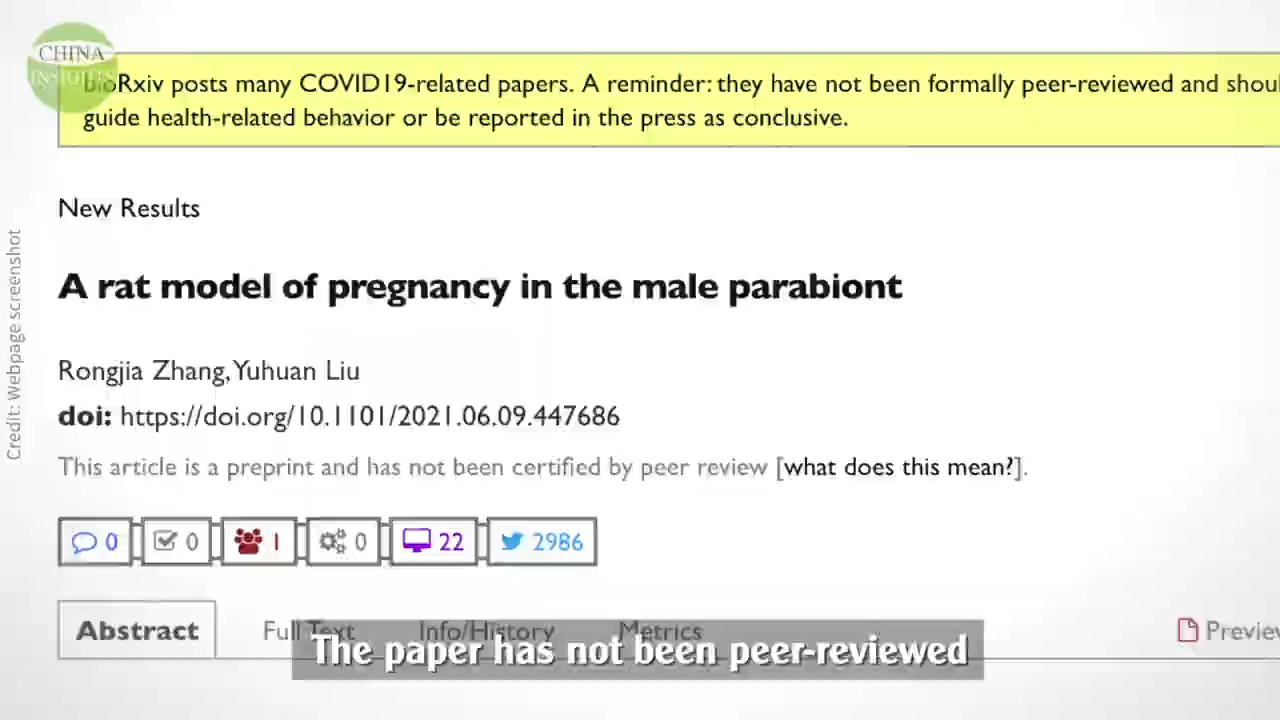 CHINA
INSIGHTS
bioRxiv posts many COVID19-related papers. A reminder: they have not been formally peer-reviewed and shou
guide health-related behavior or be reported in the press as conclusive.
New Results
A rat model of pregnancy in the male parabiont
Credit: Webpage screenshot
Rongjia Zhang, Yuhuan Liu
doi: https://doi.org/10.1101/2021.06.09.447686
This article is a preprint and has not been certified by peer review [what does this mean?].
0 0 1 0 22 2986
Abstract Full Text Info/History Metrics Preview
The paper has not been peer-reviewed